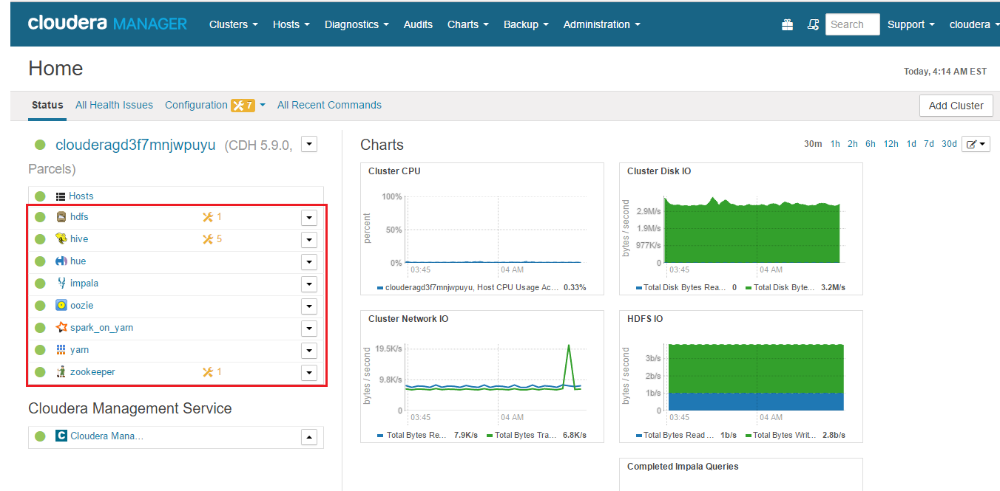 cloudera MANAGER Clusters Hosts Diagnostics Audits Charts Backup Administration Search Support cloudera
Home
Today, 4:14 AM EST
Status All Health Issues Configuration 7 All Recent Commands Add Cluster
clouderagd3f7mnjwpuyu (CDH 5.9.0,
Parcels)
Hosts
hdfs 1
hive 5
hue
impala
oozie
spark_on_yarn
yarn
zookeeper 1
Cloudera Management Service
C Cloudera Mana...
Charts 30m 1h 2h 6h 12h 1d 7d 30d
Cluster CPU
percent
100%
50%
0%
03:45 04 AM
clouderagd3f7mnjwpuyu, Host CPU Usage Ac... 0.33%
Cluster Disk IO
bytes / second
2.9M/s
1.9M/s
977K/s
0
03:45 04 AM
Total Disk Bytes Rea... 0 Total Disk Byte... 3.2M/s
Cluster Network IO
bytes / second
19.5K/s
9.8K/s
0
03:45 04 AM
Total Bytes Re... 7.9K/s Total Bytes Tra... 6.8K/s
HDFS IO
bytes / second
3b/s
2b/s
1b/s
0
03:45 04 AM
Total Bytes Read ... 1b/s Total Bytes Writ... 2.8b/s
Completed Impala Queries